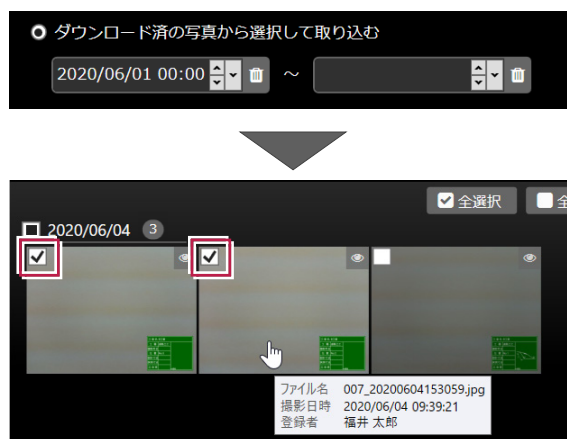 ダウンロード済の写真から選択して取り込む
2020/06/01 00:00 ～
全選択 全
2020/06/04 3
ファイル名 007_20200604153059.jpg
撮影日時 2020/06/04 09:39:21
登録者 福井 太郎